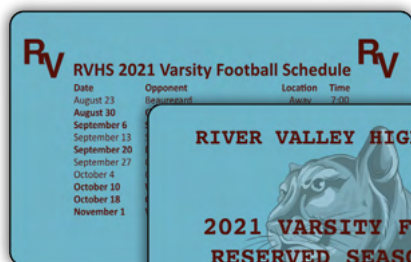 RV
RV
RVHS 2021 Varsity Football Schedule
Date Opponent Location Time
August 23 Beauregard Away 7:00
August 30
September 6
September 13
September 20
September 27
October 4
October 10
October 18
November 1
RIVER VALLEY HIG
2021 VARSITY F
RESERVED SEASO